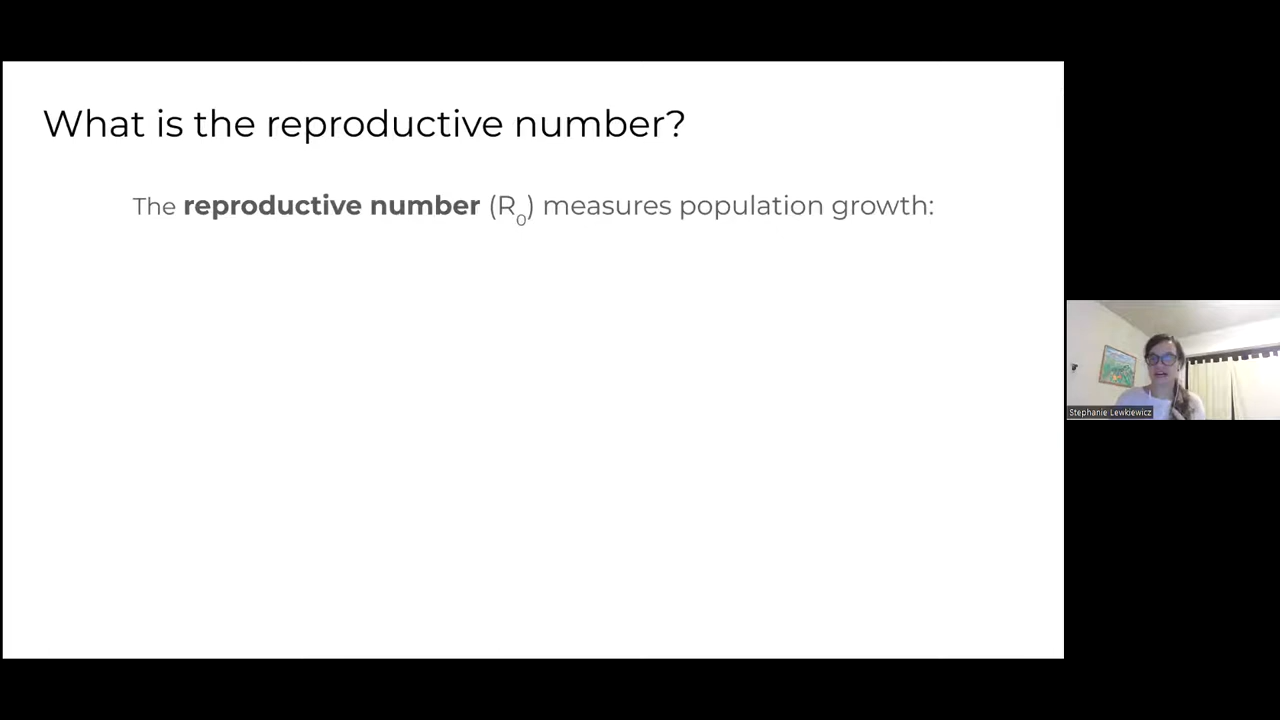 What is the reproductive number?
The reproductive number (R₀) measures population growth:
Stephanie Lewkiewicz